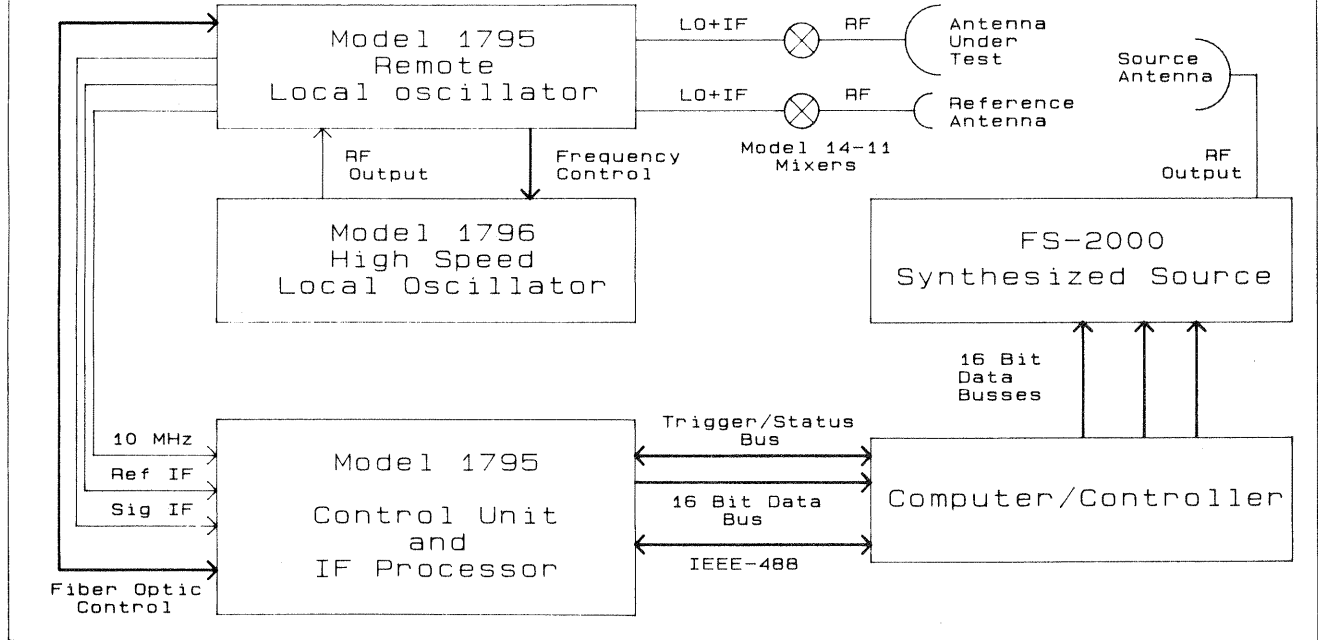 Model 1795
Remote
Local oscillator
LO+IF
RF
Antenna
Under
Test
LO+IF
RF
Reference
Antenna
Model 14-11
Mixers
Source
Antenna
RF
Output
RF
Output
Frequency
Control
Model 1796
High Speed
Local Oscillator
FS-2000
Synthesized Source
16 Bit
Data
Busses
10 MHz
Ref IF
Sig IF
Fiber Optic
Control
Model 1795
Control Unit
and
IF Processor
Trigger/Status
Bus
16 Bit Data
Bus
IEEE-488
Computer/Controller